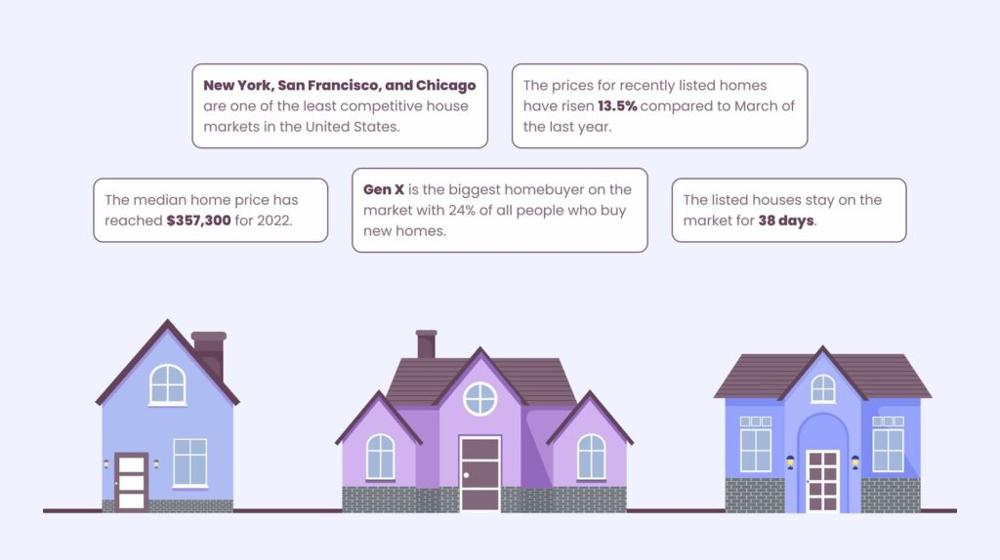 New York, San Francisco, and Chicago
are one of the least competitive house
markets in the United States.
The prices for recently listed homes
have risen 13.5% compared to March of
the last year.
The median home price has
reached $357,300 for 2022.
Gen X is the biggest homebuyer on the
market with 24% of all people who buy
new homes.
The listed houses stay on the
market for 38 days.